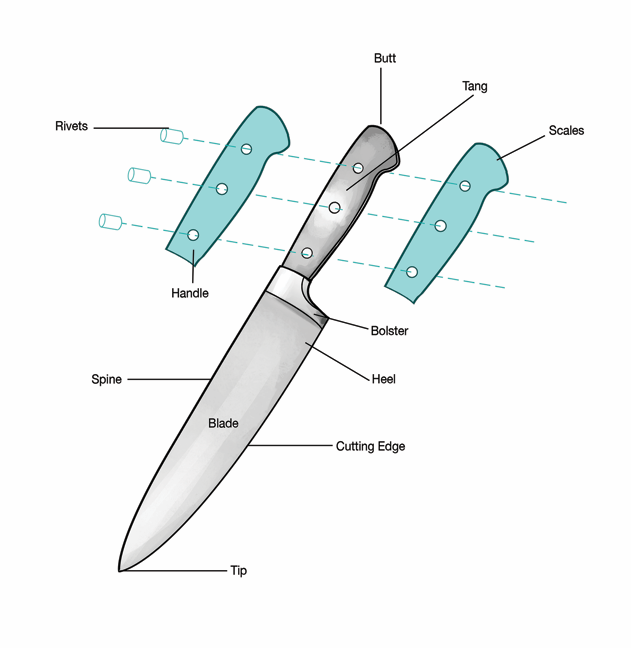 Butt
Tang
Rivets
Scales
Handle
Bolster
Spine
Heel
Blade
Cutting Edge
Tip